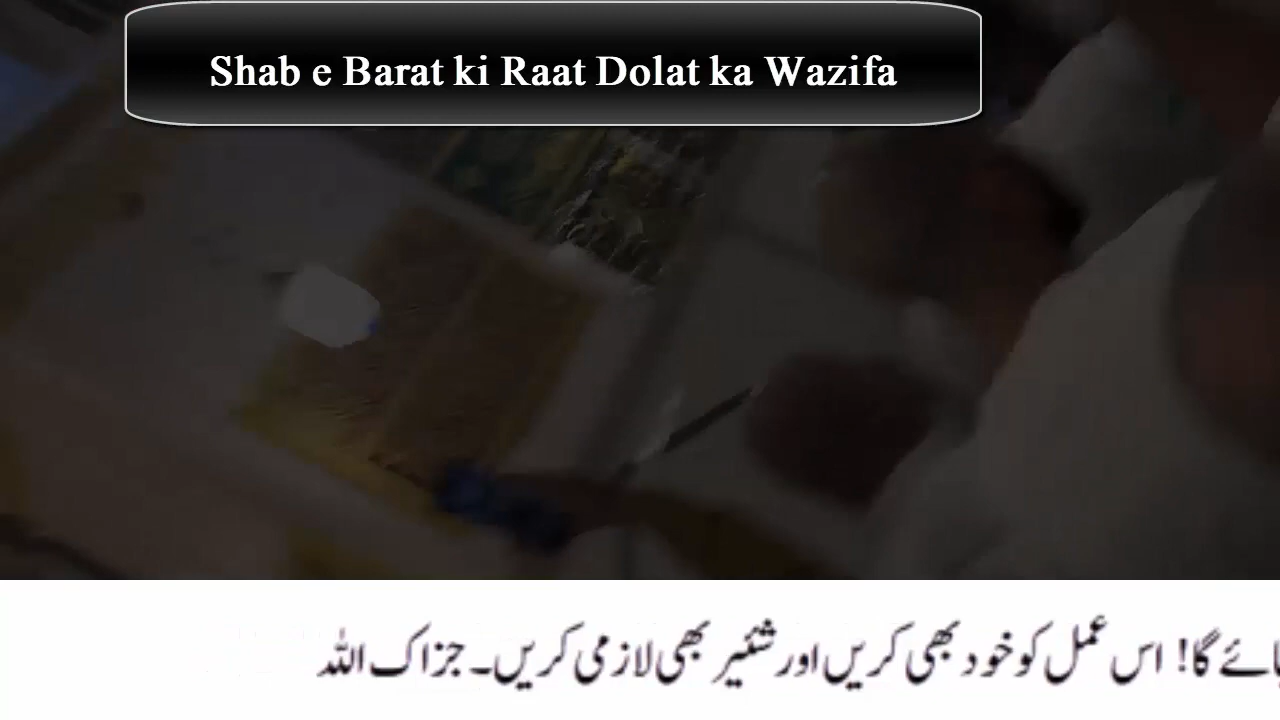 Shab e Barat ki Raat Dolat ka Wazifa
ئے گا! اس عمل کو خود بھی کریں اور شئیر بھی لازمی کریں۔ جزاک اللہ